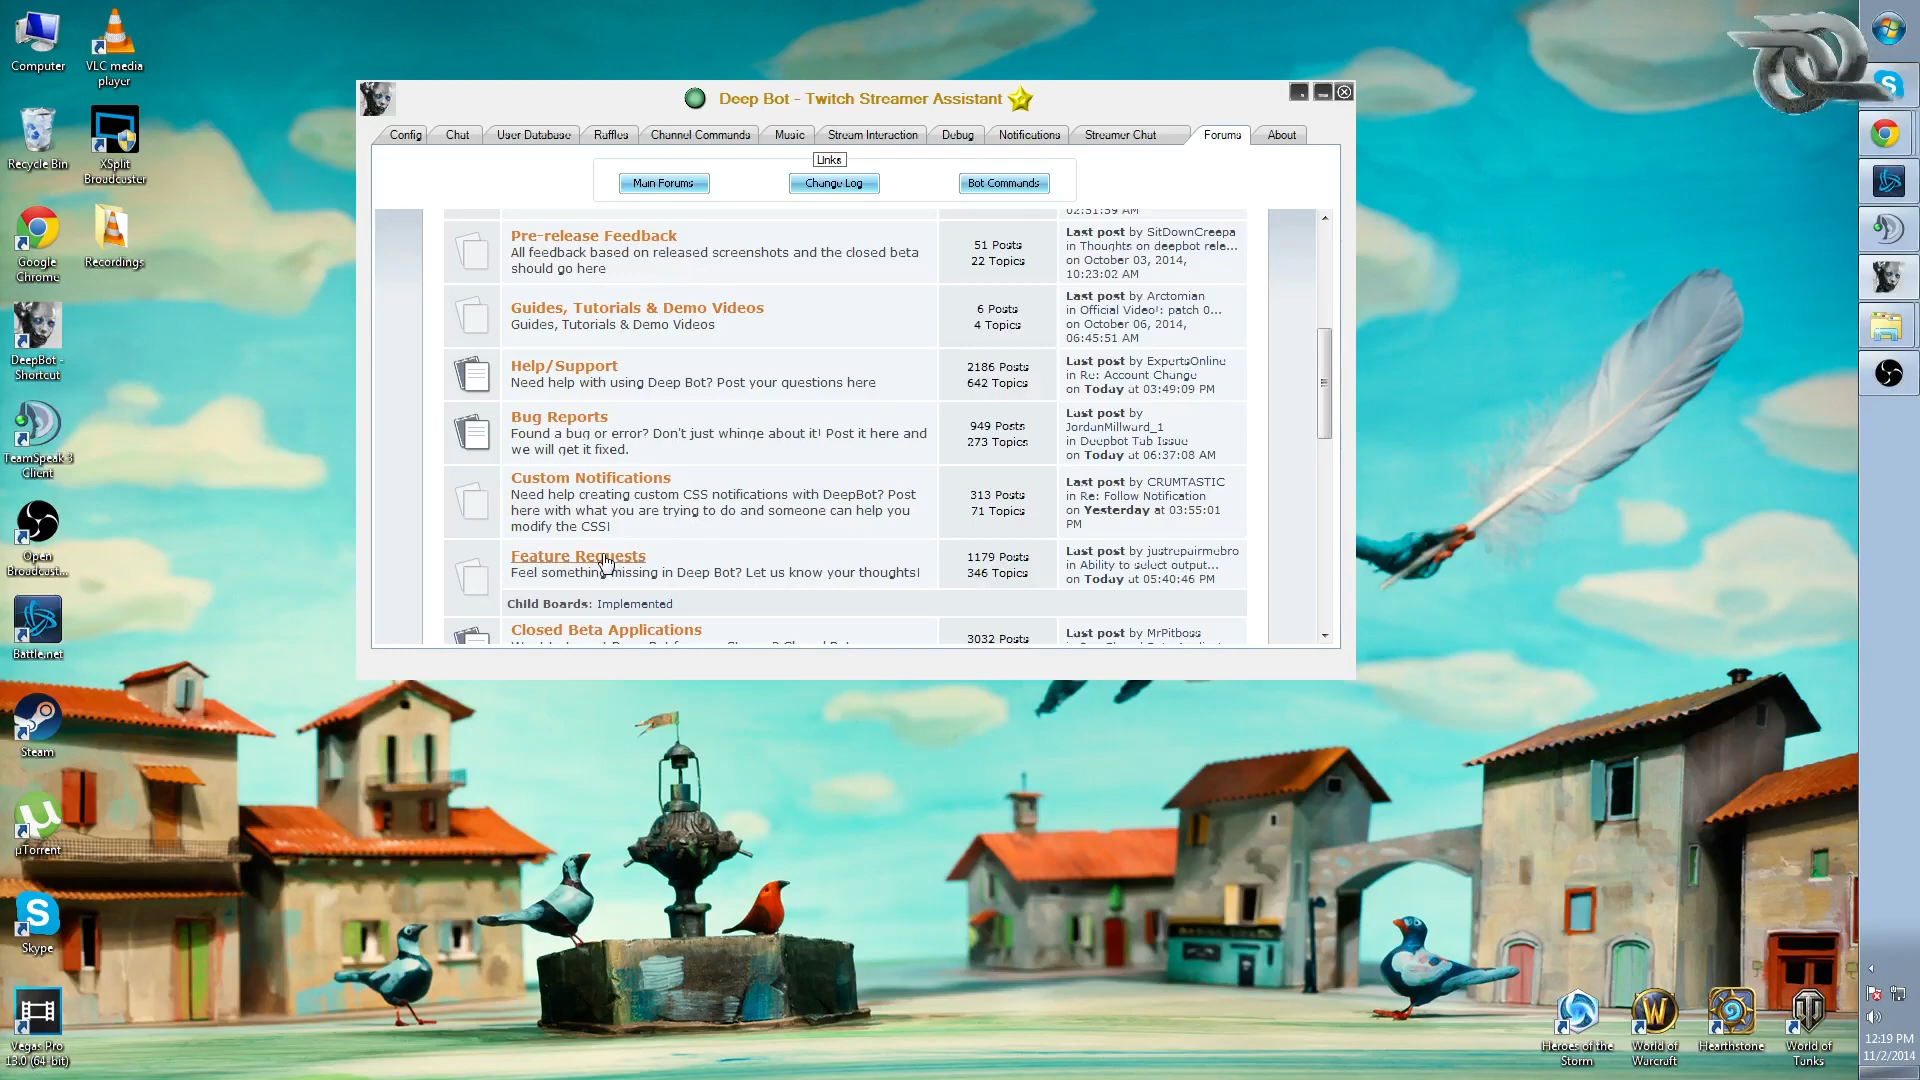 Computer
VLC media
player
Recycle Bin
XSplit
Broadcaster
Google
Chrome
Recordings
DeepBot -
Shortcut
TeamSpeak 3
Client
Open
Broadcast...
Battle.net
Steam
µTorrent
Skype
Vegas Pro
13.0 (64-bit)
Deep Bot - Twitch Streamer Assistant
Config
Chat
User Database
Raffles
Channel Commands
Music
Stream Interaction
Debug
Notifications
Streamer Chat
Forums
About
Links
Main Forums
Change Log
Bot Commands
02:51:59 AM
Pre-release Feedback
All feedback based on released screenshots and the closed beta
should go here
51 Posts
22 Topics
Last post by SitDownCreepa
in Thoughts on deepbot rele...
on October 03, 2014,
10:23:02 AM
Guides, Tutorials & Demo Videos
Guides, Tutorials & Demo Videos
6 Posts
4 Topics
Last post by Arctomian
in Official Video!: patch 0...
on October 06, 2014,
06:45:51 AM
Help/Support
Need help with using Deep Bot? Post your questions here
2186 Posts
642 Topics
Last post by ExpertsOnline
in Re: Account Change
on Today at 03:49:09 PM
Bug Reports
Found a bug or error? Don't just whinge about it! Post it here and
we will get it fixed.
949 Posts
273 Topics
Last post by
JordanMillward_1
in Deepbot Tab Issue
on Today at 06:37:08 AM
Custom Notifications
Need help creating custom CSS notifications with DeepBot? Post
here with what you are trying to do and someone can help you
modify the CSS!
313 Posts
71 Topics
Last post by CRUMTASTIC
in Re: Follow Notification
on Yesterday at 03:55:01
PM
Feature Requests
Feel something missing in Deep Bot? Let us know your thoughts!
1179 Posts
346 Topics
Last post by justrepairmebro
in Ability to select output...
on Today at 05:40:46 PM
Child Boards: Implemented
Closed Beta Applications
3032 Posts
Last post by MrPitboss
Heroes of the
Storm
World of
Warcraft
Hearthstone
World of
Tanks
12:19 PM
11/2/2014